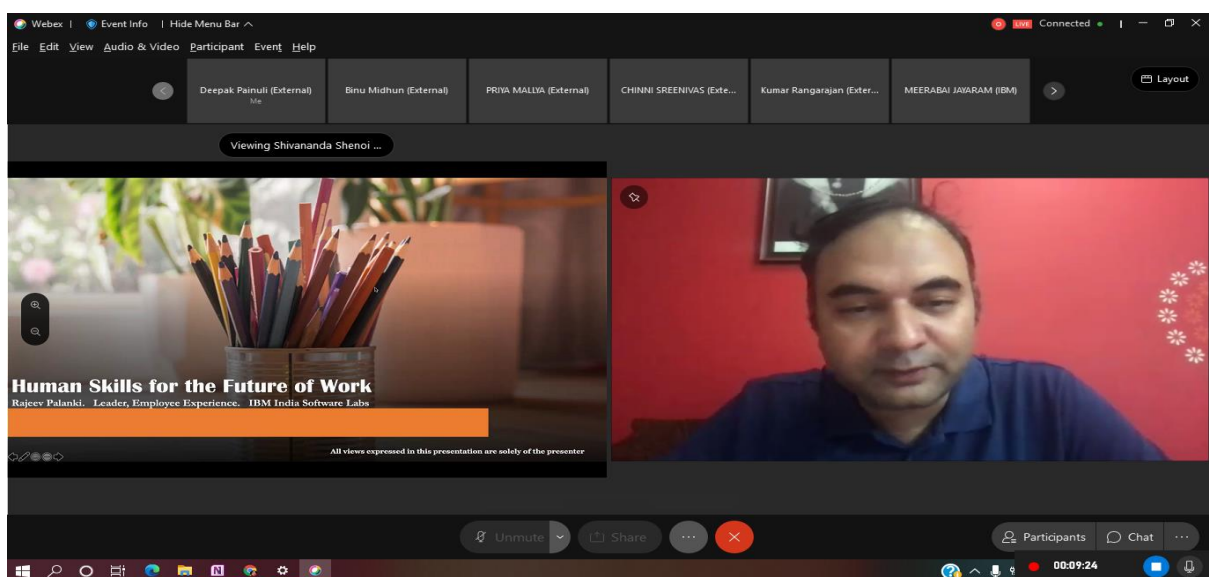 Webex | Event Info | Hide Menu Bar
LIVE Connected
File Edit View Audio & Video Participant Event Help
Deepak Painuli (External)
Me
Binu Midhun (External)
PRIYA MALLYA (External)
CHINNI SREENIVAS (Exte...
Kumar Rangarajan (Exter...
MEERABAI JAYARAM (IBM)
Layout
Viewing Shivananda Shenoi ...
Human Skills for the Future of Work
Rajeev Palanki. Leader, Employee Experience. IBM India Software Labs
All views expressed in this presentation are solely of the presenter
Unmute
Share
Participants
Chat
00:09:24